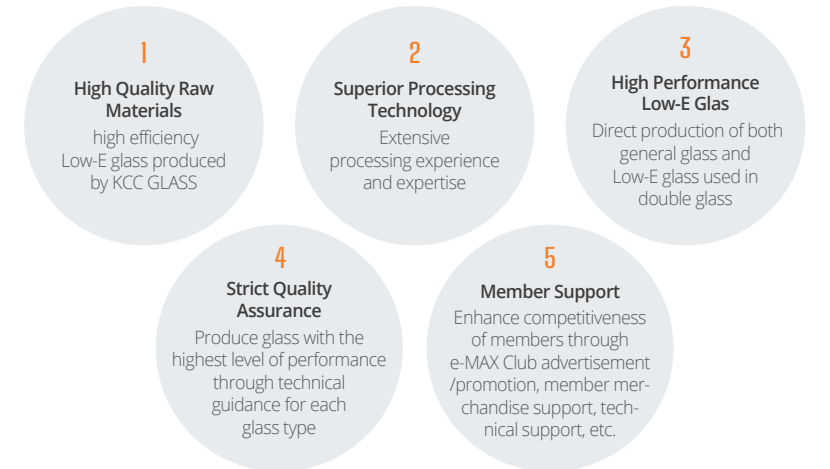 1
High Quality Raw
Materials
high efficiency
Low-E glass produced
by KCC GLASS
2
Superior Processing
Technology
Extensive
processing experience
and expertise
3
High Performance
Low-E Glas
Direct production of both
general glass and
Low-E glass used in
double glass
4
Strict Quality
Assurance
Produce glass with the
highest level of performance
through technical
guidance for each
glass type
5
Member Support
Enhance competitiveness
of members through
e-MAX Club advertisement
/promotion, member mer-
chandise support, tech-
nical support, etc.